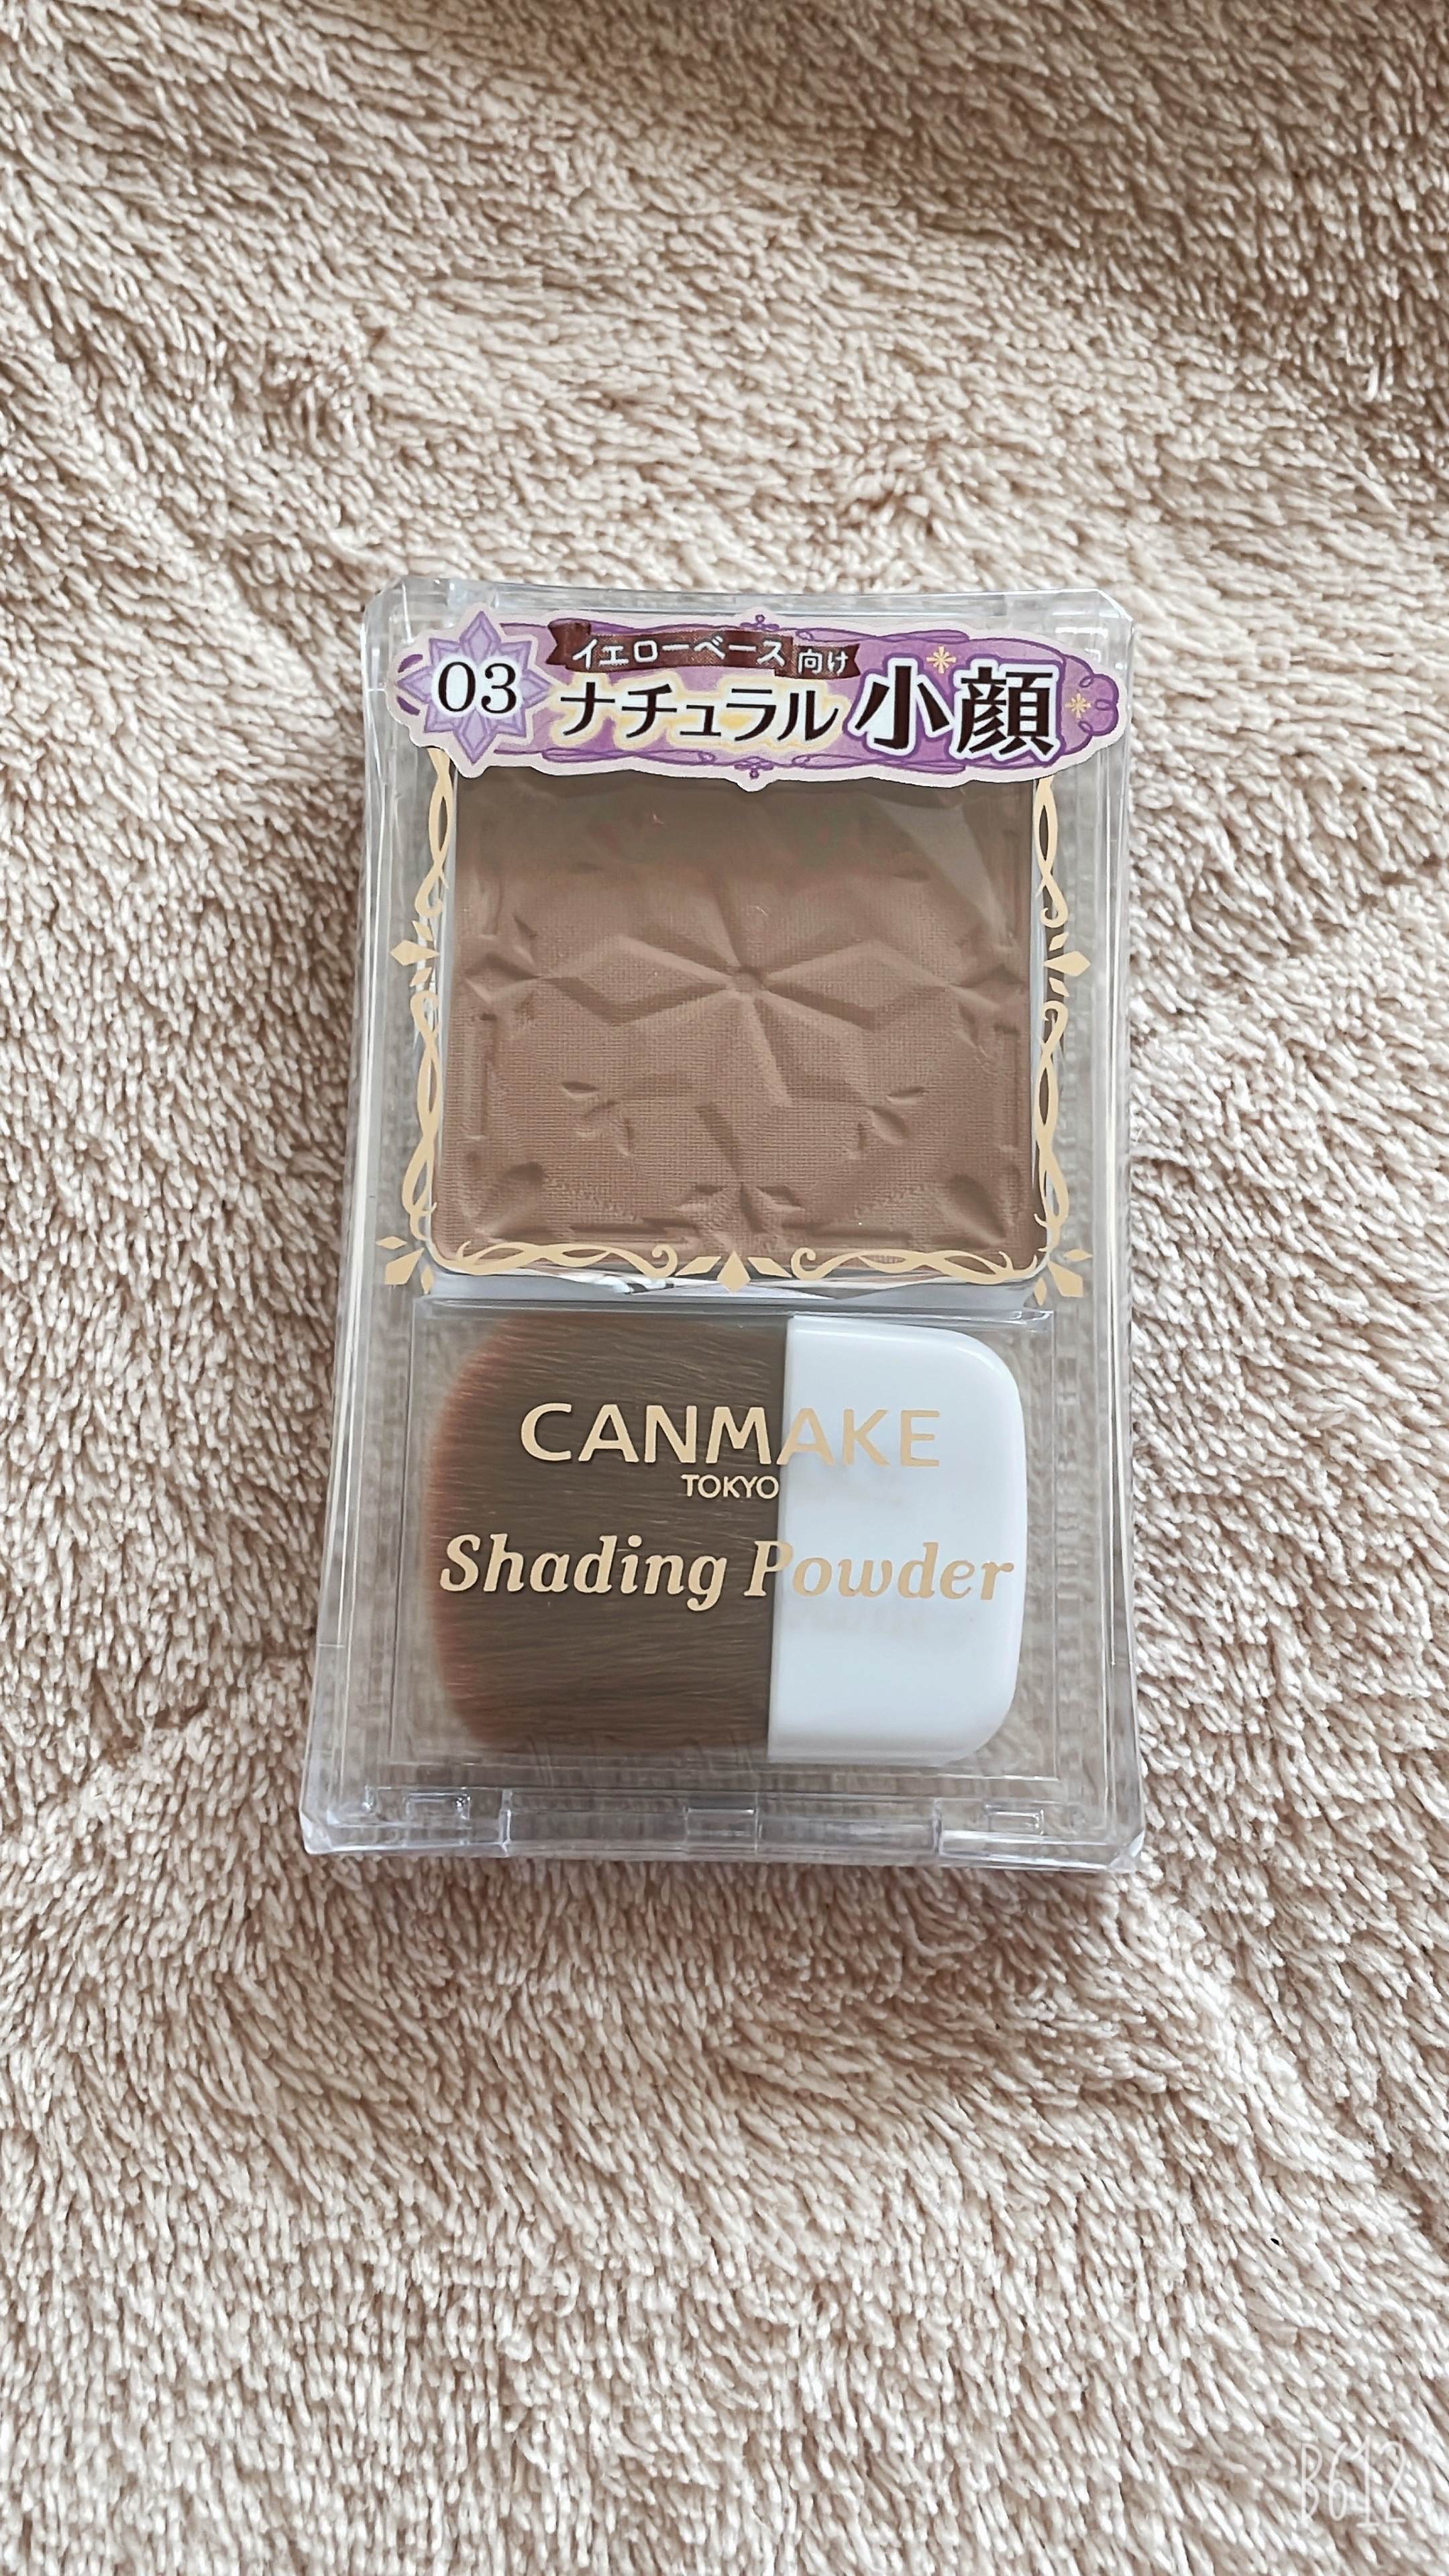 03
イエローベース向け
ナチュラル小顔
CANMAKE
TOKYO
Shading Powder
B612